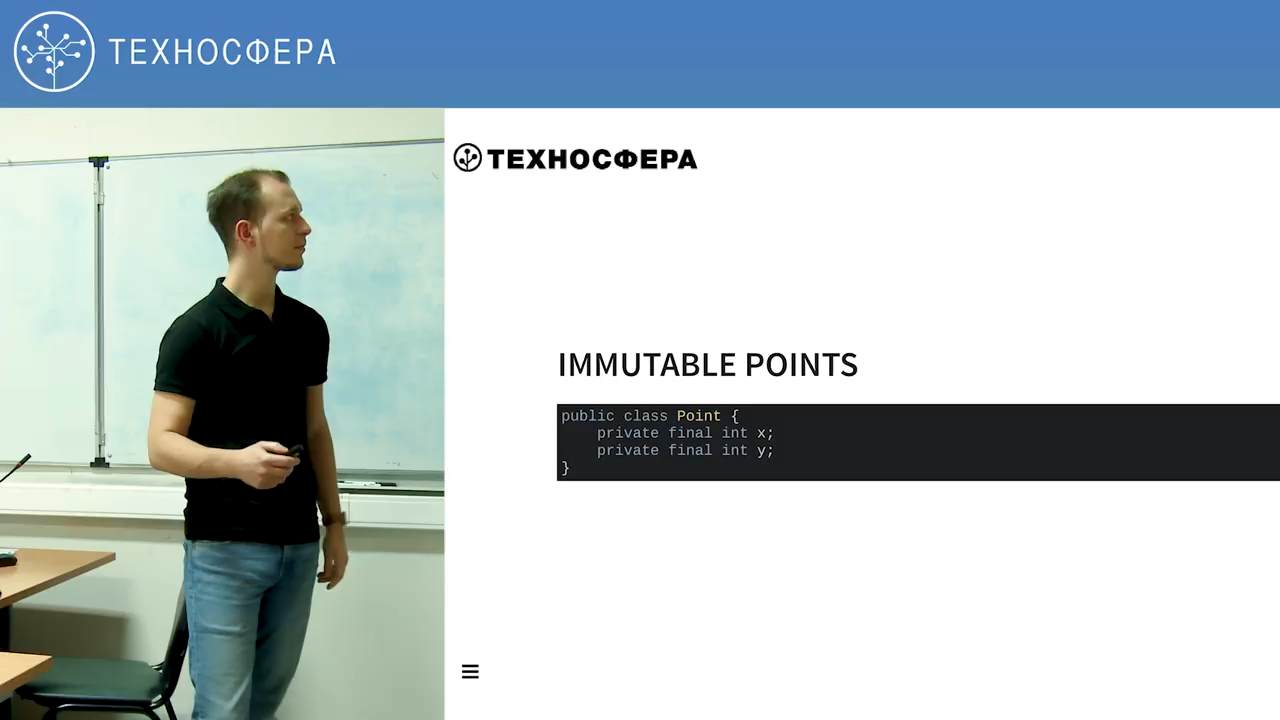 ТЕХНОСФЕРА
ТЕХНОСФЕРА
IMMUTABLE POINTS
public class Point {
    private final int x;
    private final int y;
}